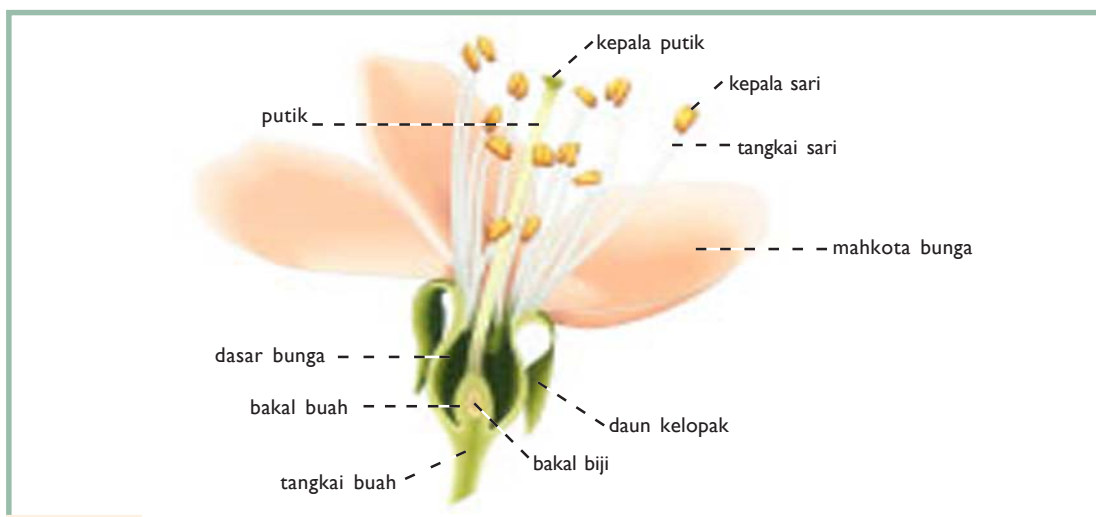 kepala putik
kepala sari
putik
tangkai sari
mahkota bunga
dasar bunga
bakal buah
daun kelopak
bakal biji
tangkai buah